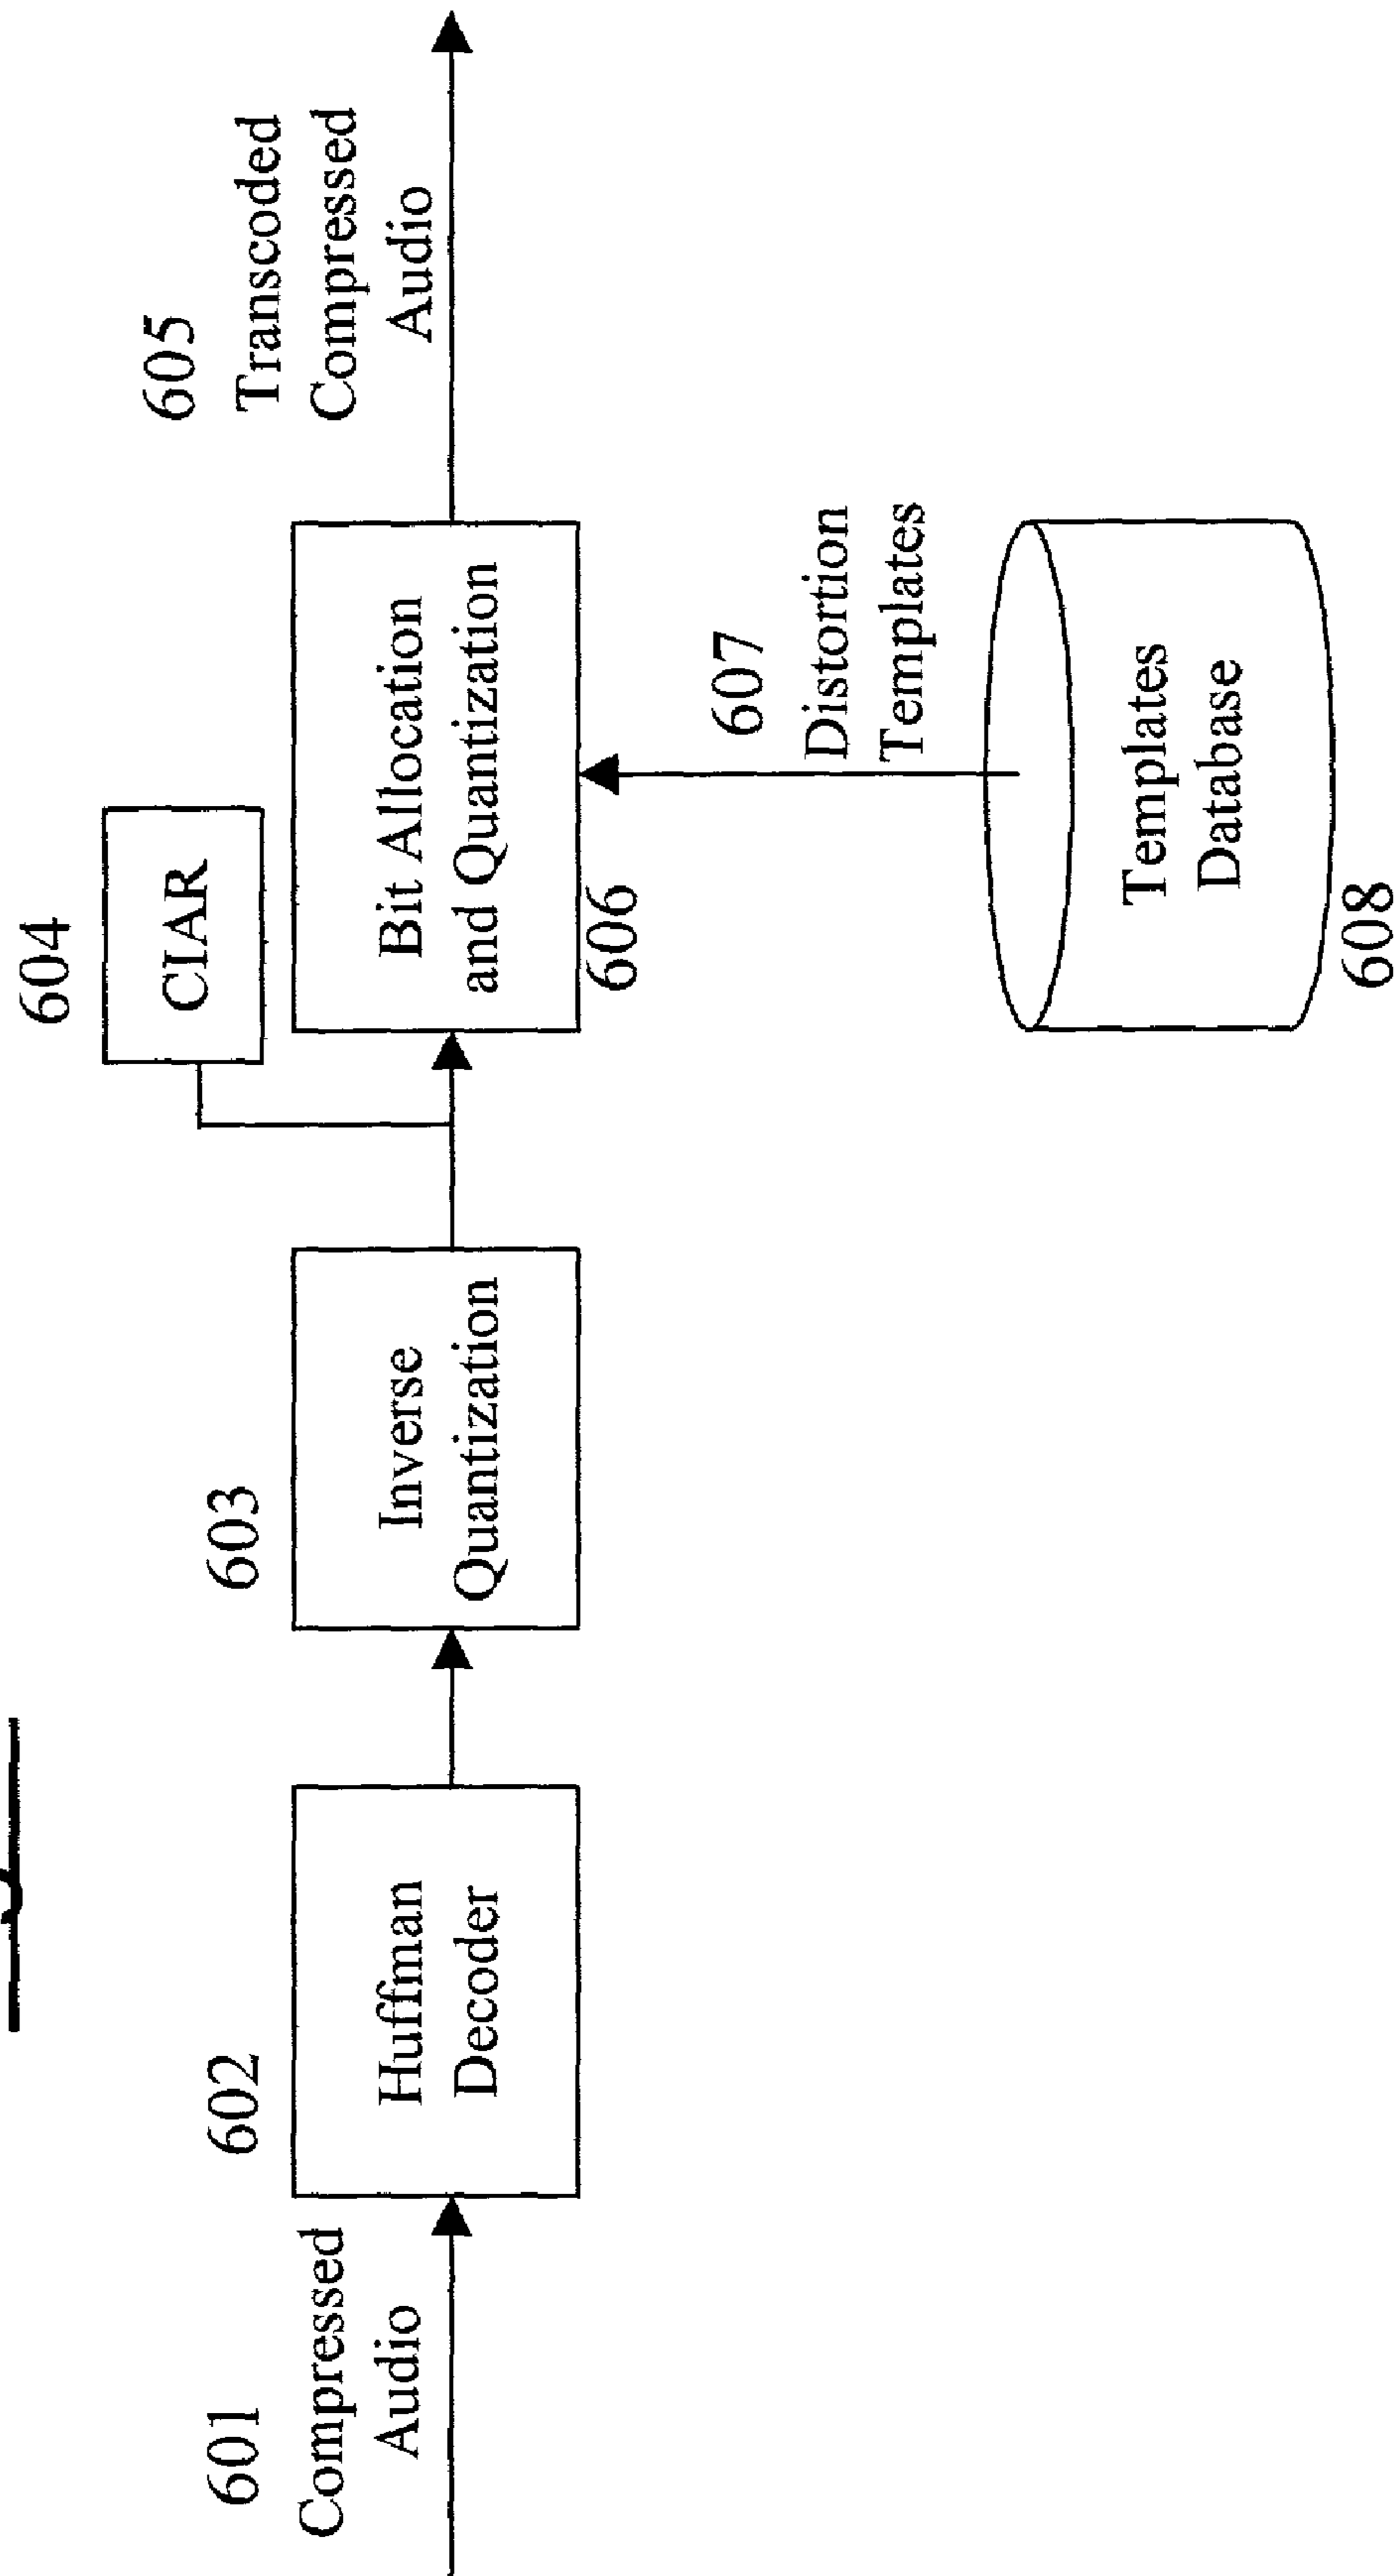 601
Compressed
Audio
602
Huffman
Decoder
603
Inverse
Quantization
604
CIAR
Bit Allocation
and Quantization
606
605
Transcoded
Compressed
Audio
607
Distortion
Templates
Templates
Database
608